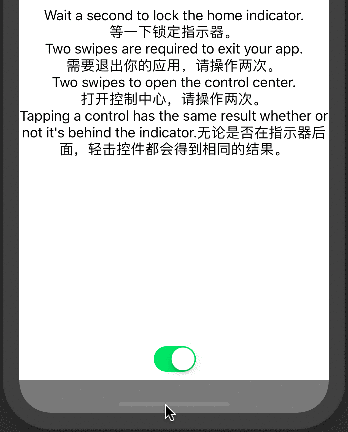 Wait a second to lock the home indicator.
等一下锁定指示器。
Two swipes are required to exit your app.
需要退出你的应用，请操作两次。
Two swipes to open the control center.
打开控制中心，请操作两次。
Tapping a control has the same result whether or
not it's behind the indicator.无论是否在指示器后
面，轻击控件都会得到相同的结果。